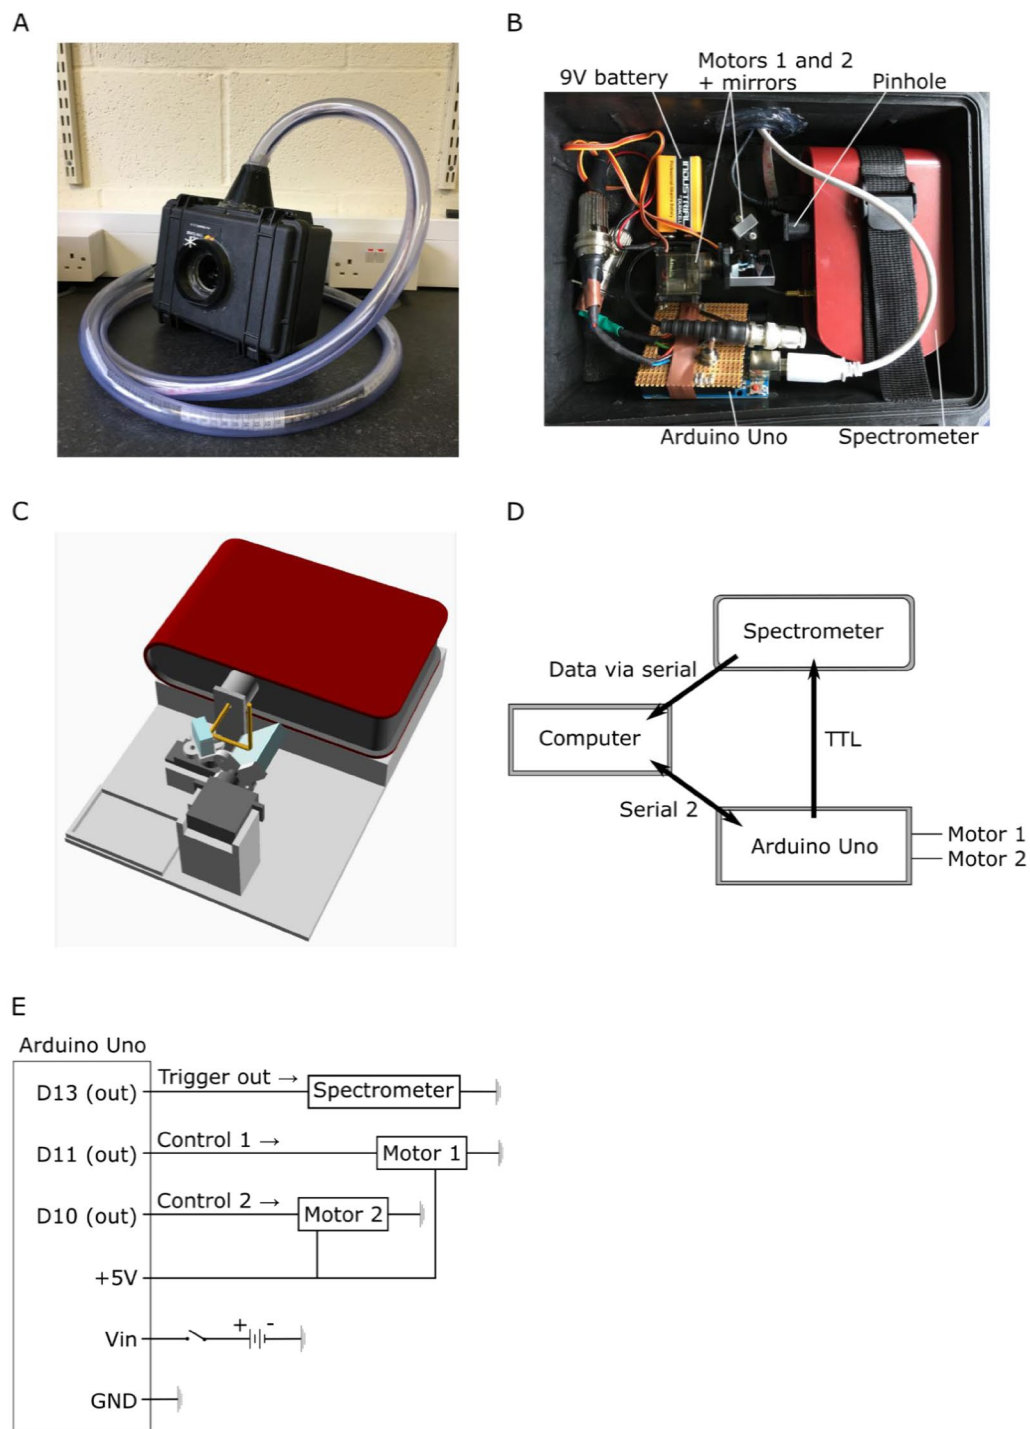 A
B
9V battery
Motors 1 and 2
+ mirrors
Pinhole
INDUSTRIAL
Arduino Uno
Spectrometer
C
D
Spectrometer
Data via serial
Computer
TTL
Serial 2
Arduino Uno
Motor 1
Motor 2
E
Arduino Uno
D13 (out)
Trigger out →
Spectrometer
D11 (out)
Control 1 →
Motor 1
D10 (out)
Control 2 →
Motor 2
+5V
Vin
+
-
GND